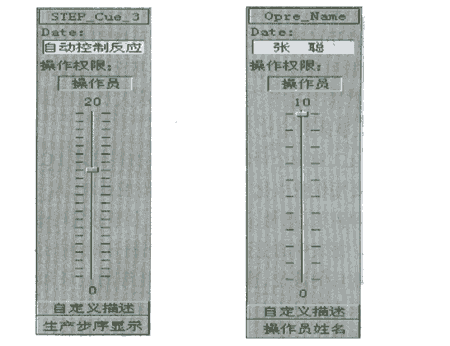 STEP_Cue_3
Date:
自动控制反应
操作权限:
操作员
20
0
自定义描述
生产步序显示
Opre_Name
Date:
张 聪
操作权限:
操作员
10
0
自定义描述
操作员姓名